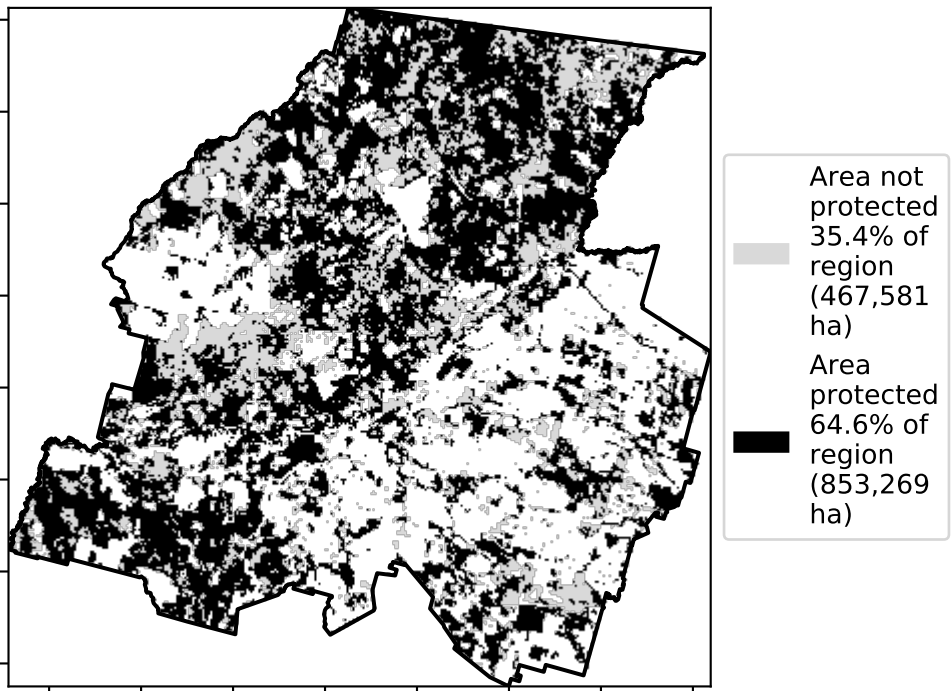 Area not
protected
35.4% of
region
(467,581
ha)
Area
protected
64.6% of
region
(853,269
ha)